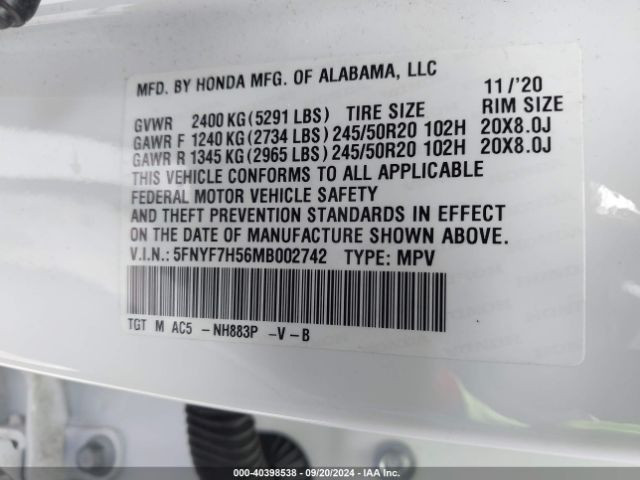 MFD. BY HONDA MFG. OF ALABAMA, LLC 11/'20
GVWR 2400 KG(5291 LBS) TIRE SIZE RIM SIZE
GAWR F 1240 KG(2734 LBS) 245/50R20 102H 20X8.0J
GAWR R 1345 KG(2965 LBS) 245/50R20 102H 20X8.0J
THIS VEHICLE CONFORMS TO ALL APPLICABLE
FEDERAL MOTOR VEHICLE SAFETY
AND THEFT PREVENTION STANDARDS IN EFFECT
ON THE DATE OF MANUFACTURE SHOWN ABOVE.
V.I.N.: 5FNYF7H56MB002742 TYPE: MPV
TGT M AC5 -NH883P -V-B
000-40398538 - 09/20/2024 - IAA Inc.